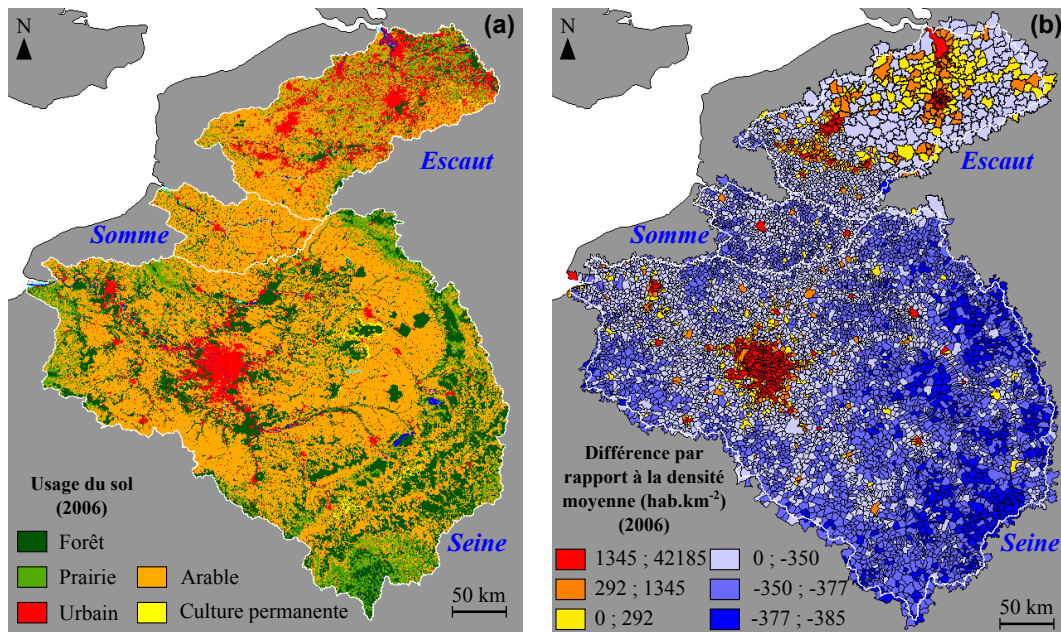 N
(a)
Escaut
Somme
Seine
Usage du sol
(2006)
Forêt
Prairie
Arable
Urbain
Culture permanente
50 km
N
(b)
Escaut
Somme
Seine
Différence par
rapport à la densité
moyenne (hab.km-2)
(2006)
1345 ; 42185
0 ; -350
292 ; 1345
-350 ; -377
0 ; 292
-377 ; -385
50 km